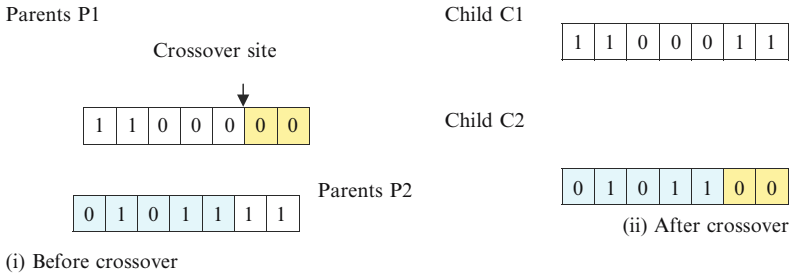 Parents P1
Crossover site
1 1 0 0 0 0 0
0 1 0 1 1 1 1
Parents P2
(i) Before crossover
Child C1
1 1 0 0 0 1 1
Child C2
0 1 0 1 1 0 0
(ii) After crossover